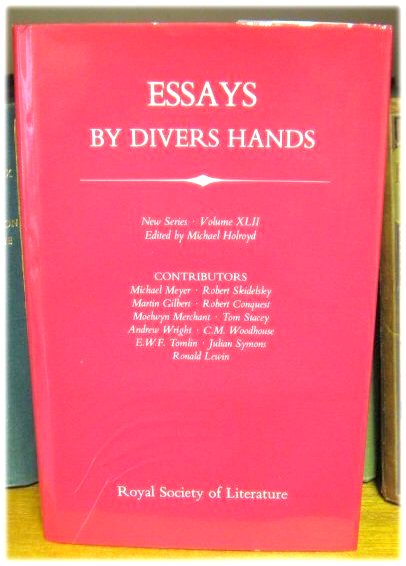 ESSAYS
BY DIVERS HANDS
New Series · Volume XLII
Edited by Michael Holroyd
CONTRIBUTORS
Michael Meyer · Robert Skidelsky
Martin Gilbert · Robert Conquest
Moelwyn Merchant · Tom Stacey
Andrew Wright · C.M. Woodhouse
E.W.F. Tomlin · Julian Symons
Ronald Lewin
Royal Society of Literature